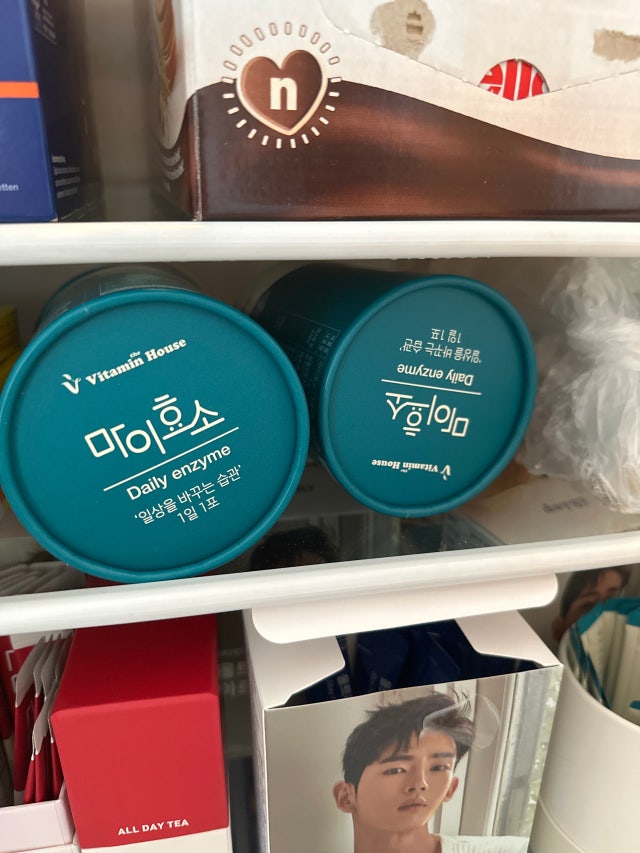 n
tten
the
Vitamin House
마이효소
Daily enzyme
‘일상을 바꾸는 습관’
1일 1포
the
Vitamin House
마이효소
Daily enzyme
‘일상을 바꾸는 습관’
1일 1포
ALL DAY TEA